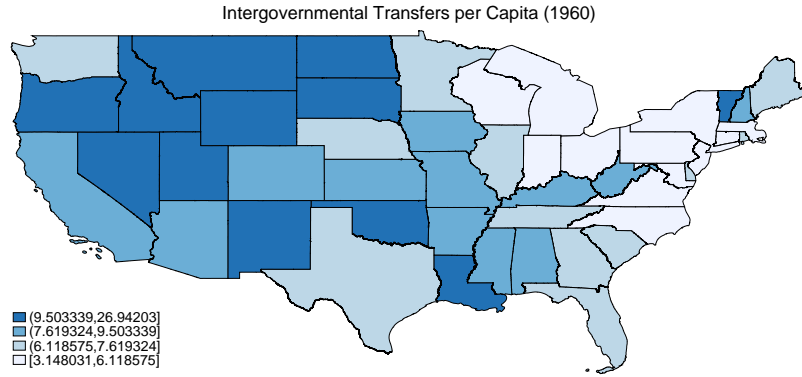 Intergovernmental Transfers per Capita (1960)
(9.503339,26.94203]
(7.619324,9.503339]
(6.118575,7.619324]
[3.148031,6.118575]